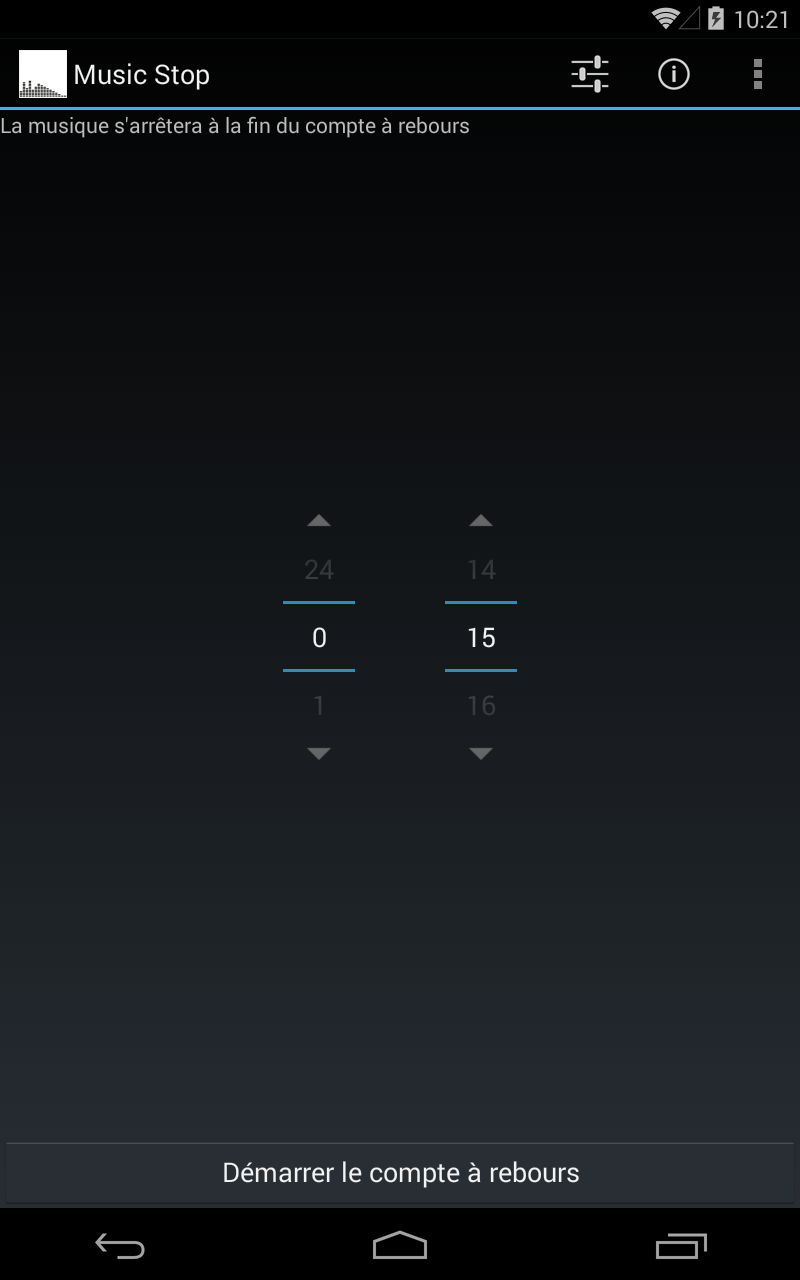 10:21
Music Stop
La musique s'arrêtera à la fin du compte à rebours
24 14
0 15
1 16
Démarrer le compte à rebours